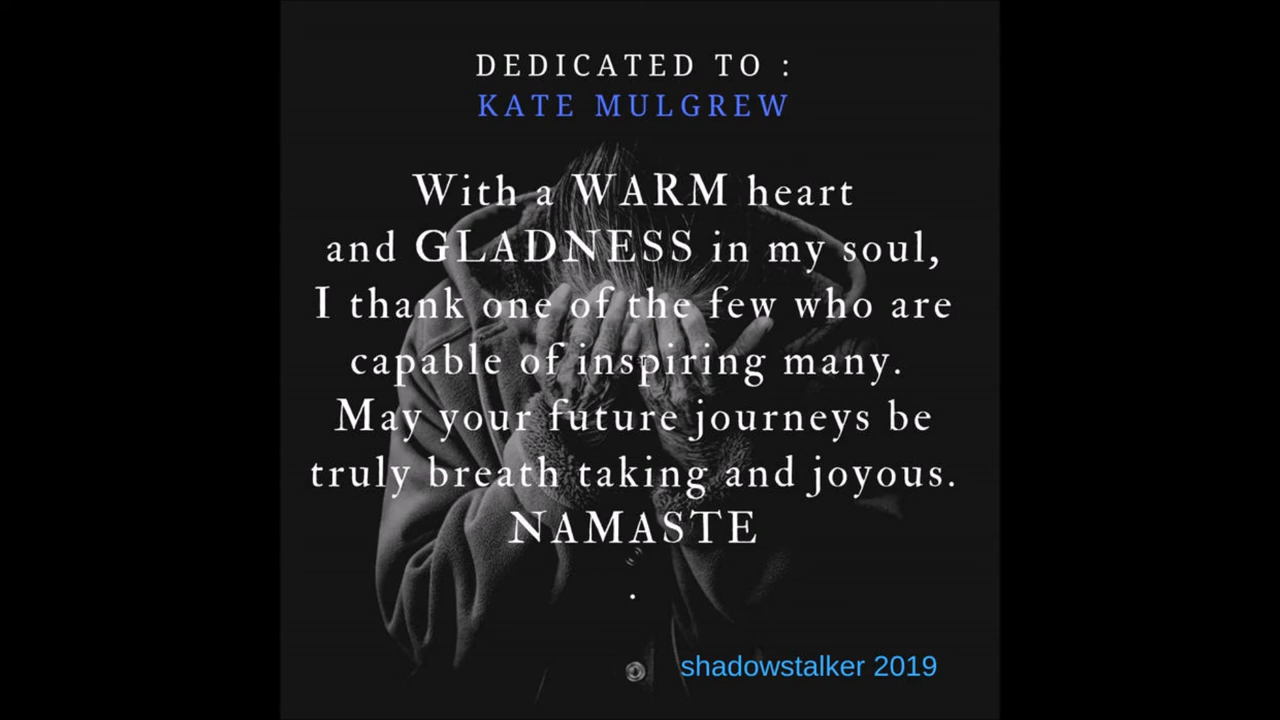 DEDICATED TO :
KATE MULGREW
With a WARM heart
and GLADNESS in my soul,
I thank one of the few who are
capable of inspiring many.
May your future journeys be
truly breath taking and joyous.
NAMASTE
.
shadowstalker 2019